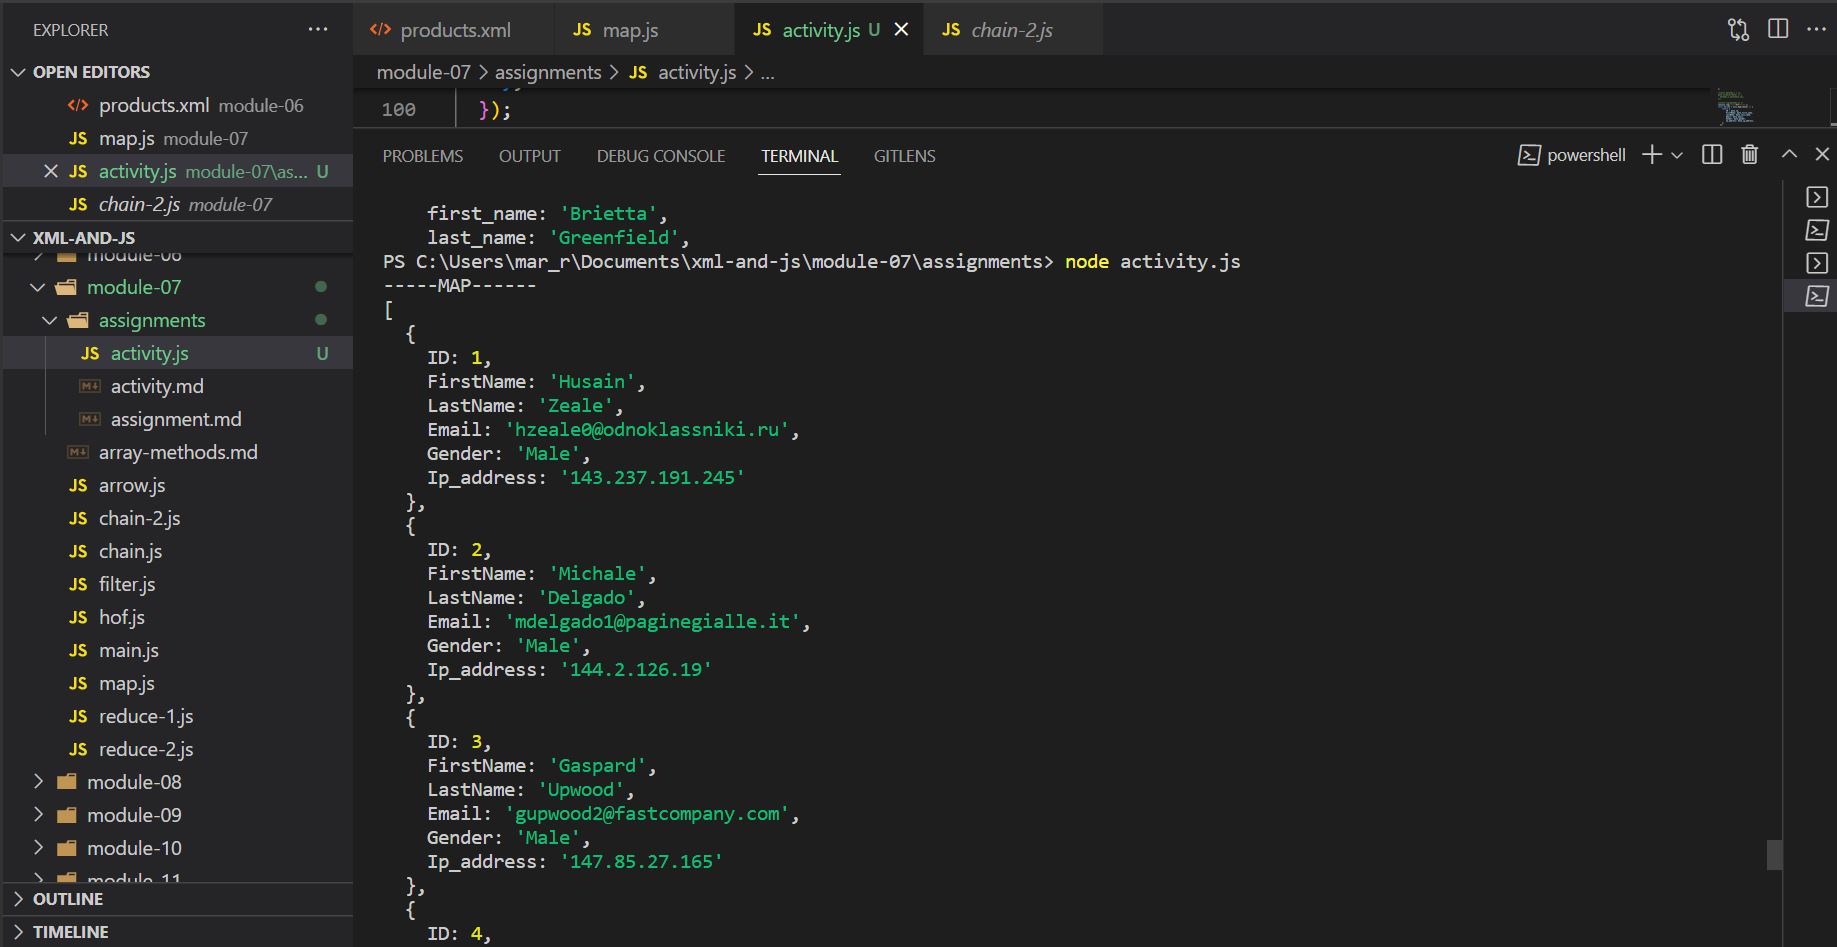 EXPLORER ...
OPEN EDITORS
products.xml module-06
JS map.js module-07
JS activity.js module-07\as... U
JS chain-2.js module-07
XML-AND-JS
module-06
module-07
assignments
JS activity.js U
activity.md
assignment.md
array-methods.md
JS arrow.js
JS chain-2.js
JS chain.js
JS filter.js
JS hof.js
JS main.js
JS map.js
JS reduce-1.js
JS reduce-2.js
module-08
module-09
module-10
module-11
OUTLINE
TIMELINE
products.xml JS map.js JS activity.js U JS chain-2.js
module-07 > assignments > JS activity.js > ...
100 });
PROBLEMS OUTPUT DEBUG CONSOLE TERMINAL GITLENS powershell
first_name: 'Brietta',
last_name: 'Greenfield',
PS C:\Users\mar_r\Documents\xml-and-js\module-07\assignments> node activity.js
-----MAP------
[
{
ID: 1,
FirstName: 'Husain',
LastName: 'Zeale',
Email: 'hzeale0@odnoklassniki.ru',
Gender: 'Male',
Ip_address: '143.237.191.245'
},
{
ID: 2,
FirstName: 'Michale',
LastName: 'Delgado',
Email: 'mdelgado1@paginegialle.it',
Gender: 'Male',
Ip_address: '144.2.126.19'
},
{
ID: 3,
FirstName: 'Gaspard',
LastName: 'Upwood',
Email: 'gupwood2@fastcompany.com',
Gender: 'Male',
Ip_address: '147.85.27.165'
},
{
ID: 4,